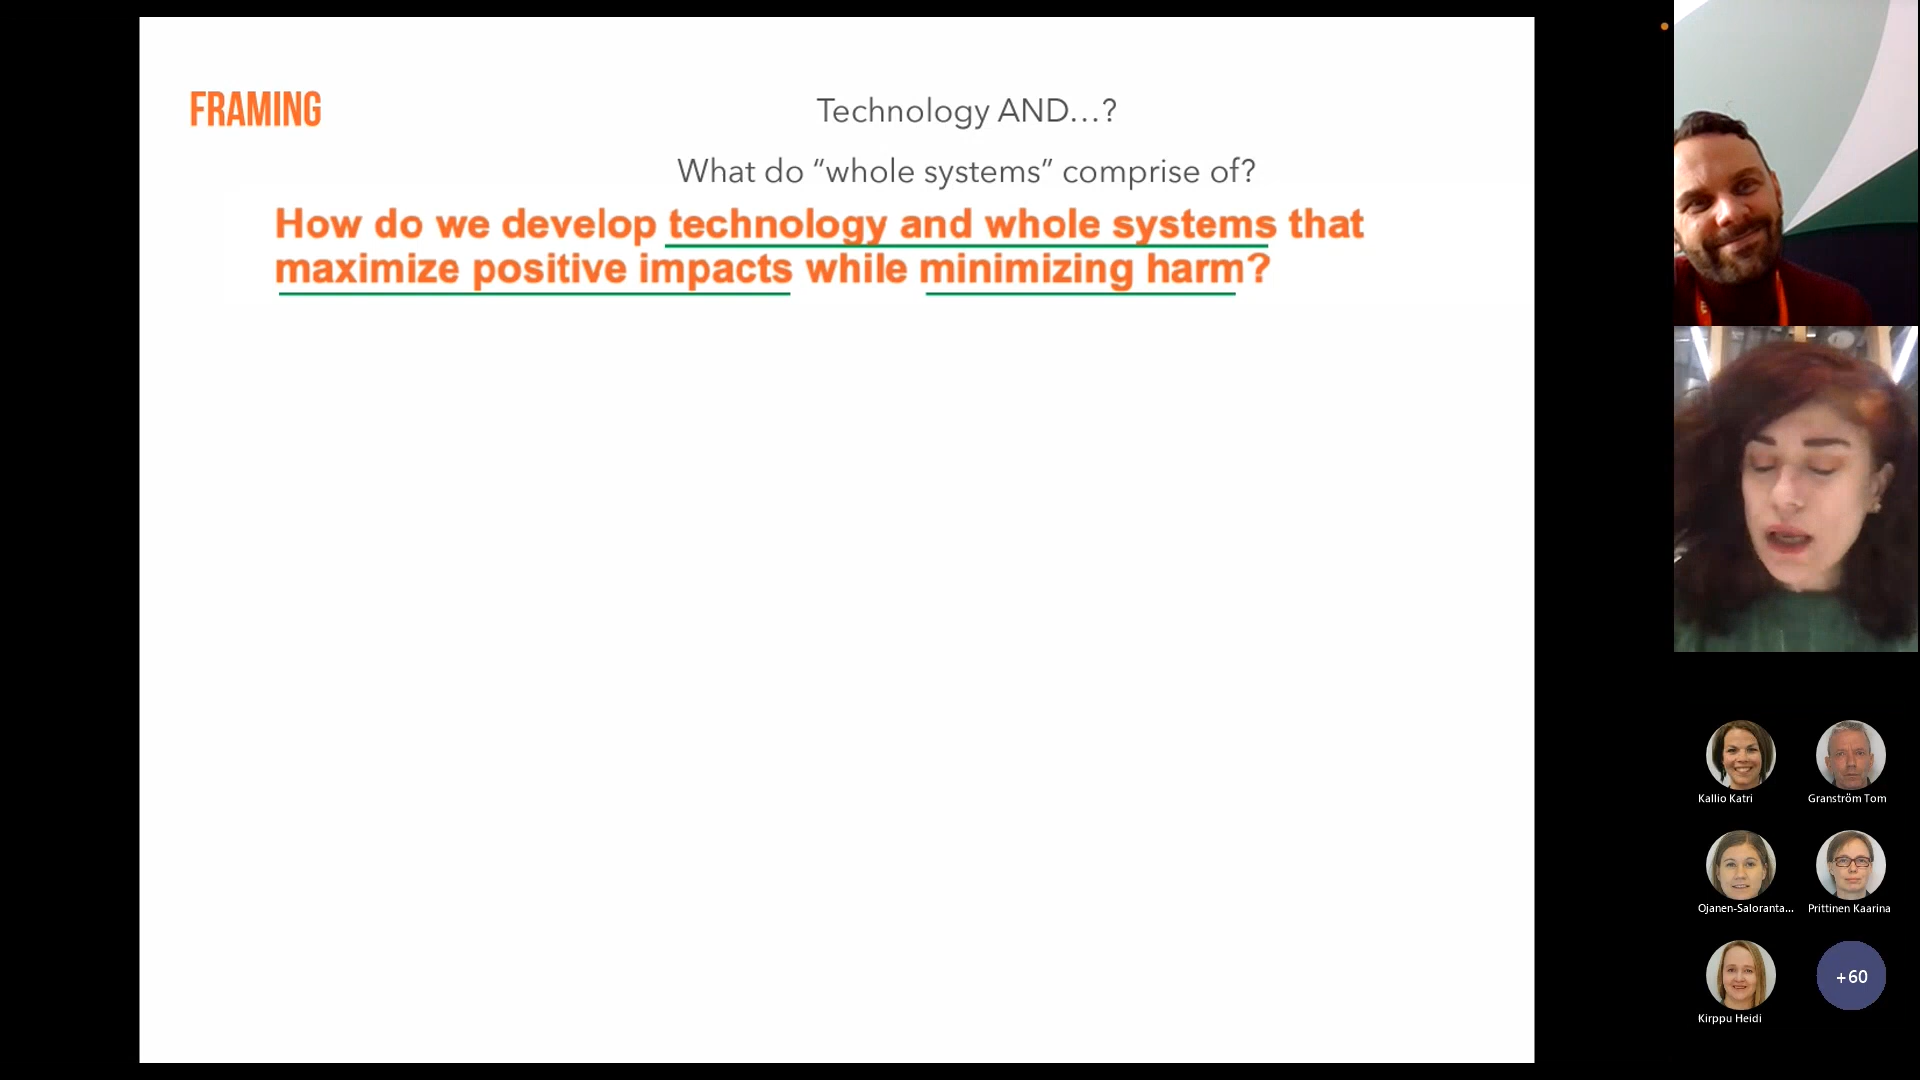 FRAMING
Technology AND...?
What do “whole systems” comprise of?
How do we develop technology and whole systems that
maximize positive impacts while minimizing harm?
Kallio Katri
Granström Tom
Ojanen-Saloranta...
Prittinen Kaarina
Kirppu Heidi
+60